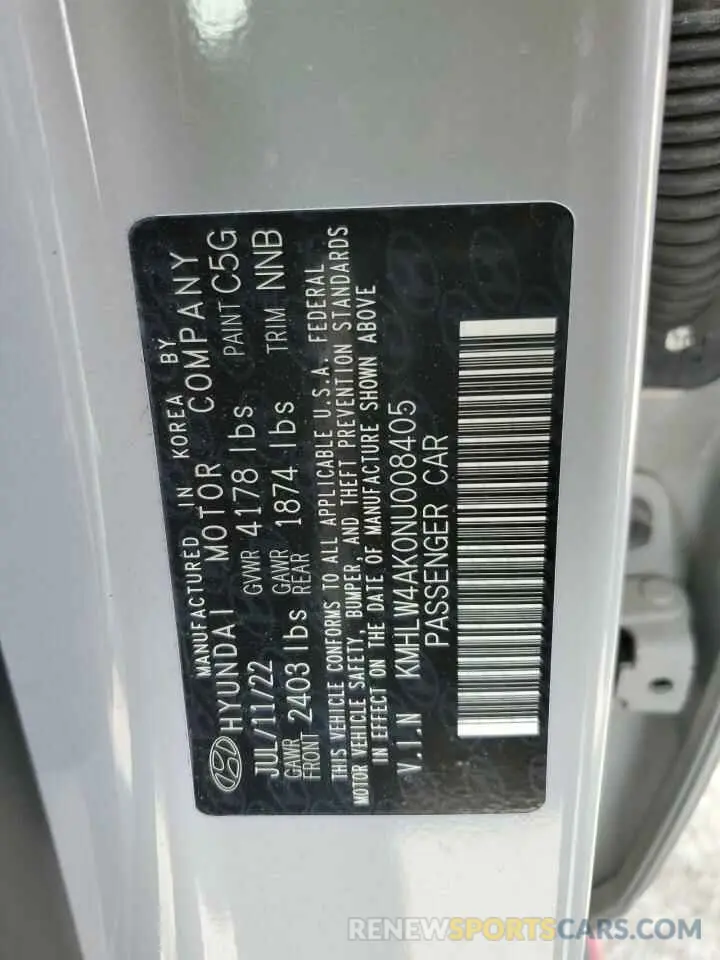 MANUFACTURED IN KOREA BY
HYUNDAI MOTOR COMPANY
JUL/11/22 GVWR 4178 lbs PAINT C5G
GAWR FRONT 2403 lbs GAWR REAR 1874 lbs TRIM NNB
THIS VEHICLE CONFORMS TO ALL APPLICABLE U.S.A. FEDERAL
MOTOR VEHICLE SAFETY, BUMPER, AND THEFT PREVENTION STANDARDS
IN EFFECT ON THE DATE OF MANUFACTURE SHOWN ABOVE
V.I.N KMHLW4AK0NU008405
PASSENGER CAR
RENEWSPORTSCARS.COM